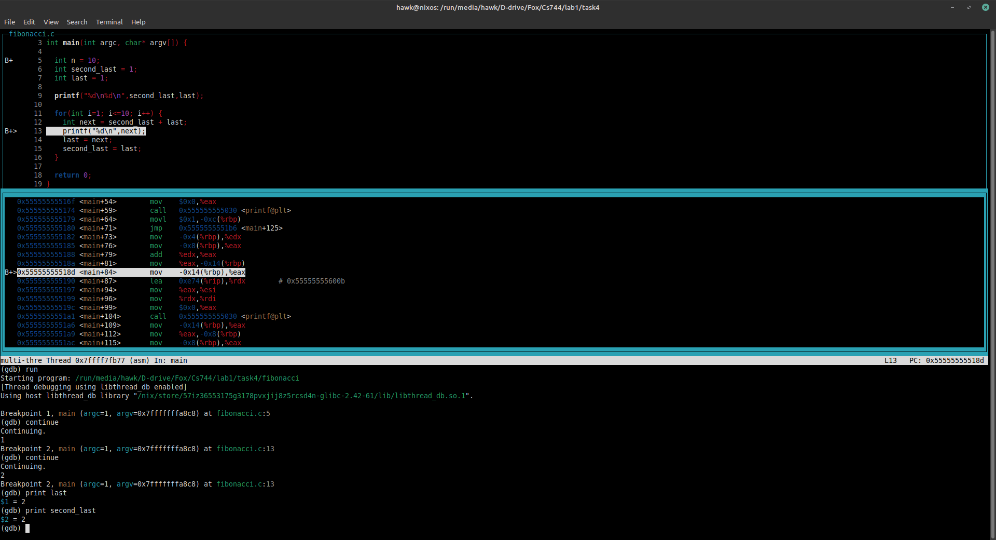 hawk@nixos: /run/media/hawk/D-drive/Fox/Cs744/lab1/task4
File Edit View Search Terminal Help
fibonacci.c
3 int main(int argc, char* argv[]) {
4
B+ 5 int n = 10;
6 int second_last = 1;
7 int last = 1;
8
9 printf("%d\n%d\n",second_last,last);
10
11 for(int i=1; i<=10; i++) {
12 int next = second_last + last;
B+> 13 printf("%d\n",next);
14 last = next;
15 second_last = last;
16 }
17
18 return 0;
19 }
0x55555555516f <main+54> mov $0x0,%eax
0x555555555174 <main+59> call 0x555555555030 <printf@plt>
0x555555555179 <main+64> movl $0x1,-0xc(%rbp)
0x555555555180 <main+71> jmp 0x5555555551b6 <main+125>
0x555555555182 <main+73> mov -0x4(%rbp),%edx
0x555555555185 <main+76> mov -0x8(%rbp),%eax
0x555555555188 <main+79> add %edx,%eax
0x55555555518a <main+81> mov %eax,-0x14(%rbp)
B+>0x55555555518d <main+84> mov -0x14(%rbp),%eax
0x555555555190 <main+87> lea 0xe74(%rip),%rdx # 0x55555555600b
0x555555555197 <main+94> mov %eax,%esi
0x555555555199 <main+96> mov %rdx,%rdi
0x55555555519c <main+99> mov $0x0,%eax
0x5555555551a1 <main+104> call 0x555555555030 <printf@plt>
0x5555555551a6 <main+109> mov -0x14(%rbp),%eax
0x5555555551a9 <main+112> mov %eax,-0x8(%rbp)
0x5555555551ac <main+115> mov -0x8(%rbp),%eax
multi-thre Thread 0x7ffff7fb77 (asm) In: main L13 PC: 0x55555555518d
(gdb) run
Starting program: /run/media/hawk/D-drive/Fox/Cs744/lab1/task4/fibonacci
[Thread debugging using libthread_db enabled]
Using host libthread_db library "/nix/store/57iz36553175g3178pvxjij8z5rcsd4n-glibc-2.42-61/lib/libthread_db.so.1".
Breakpoint 1, main (argc=1, argv=0x7fffffffa8c8) at fibonacci.c:5
(gdb) continue
Continuing.
1
Breakpoint 2, main (argc=1, argv=0x7fffffffa8c8) at fibonacci.c:13
(gdb) continue
Continuing.
2
Breakpoint 2, main (argc=1, argv=0x7fffffffa8c8) at fibonacci.c:13
(gdb) print last
$1 = 2
(gdb) print second_last
$2 = 2
(gdb)